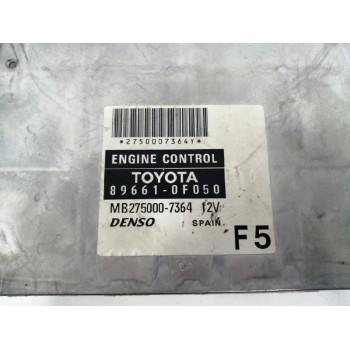 *2750007364Y*
ENGINE CONTROL
TOYOTA
89661-0F050
MB275000-7364 12V
DENSO SPAIN
F5